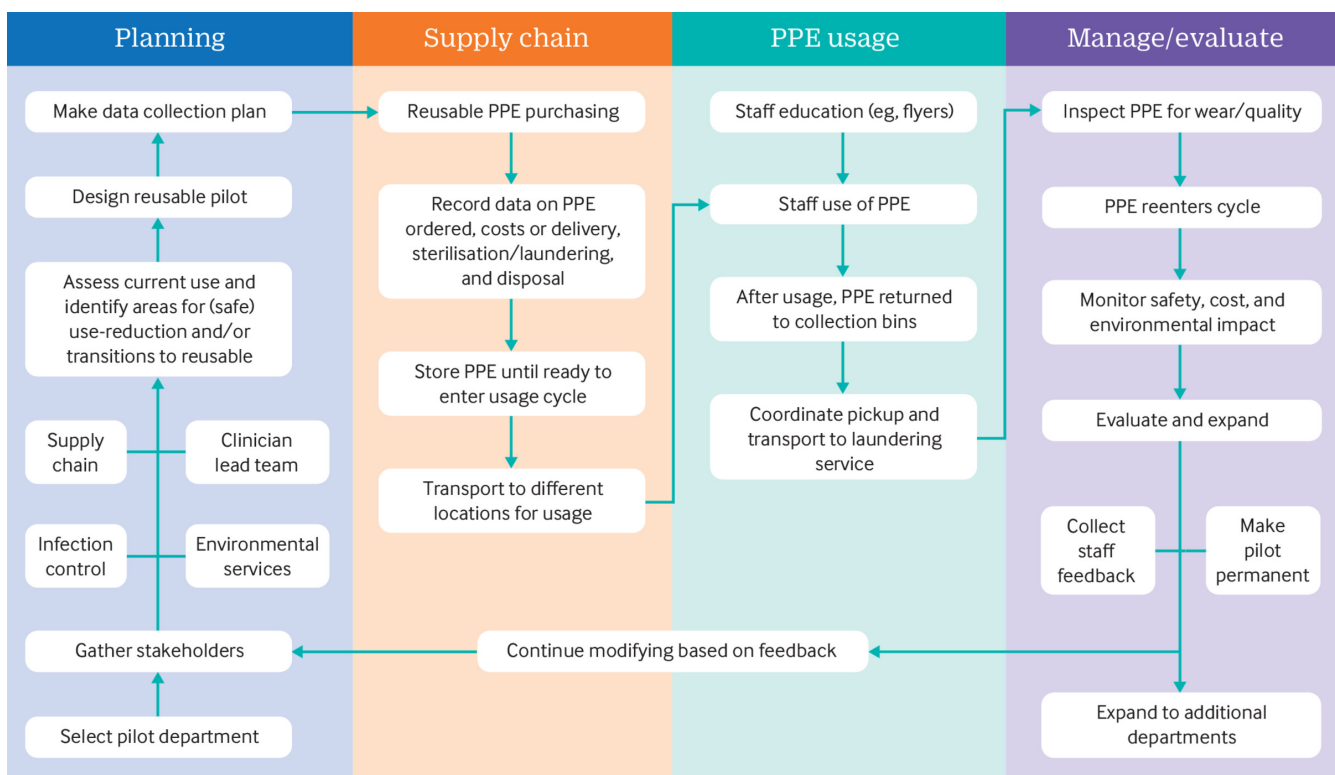 Planning
Supply chain
PPE usage
Manage/evaluate
Make data collection plan
Design reusable pilot
Assess current use and
identify areas for (safe)
use-reduction and/or
transitions to reusable
Supply
chain
Clinician
lead team
Infection
control
Environmental
services
Gather stakeholders
Select pilot department
Reusable PPE purchasing
Record data on PPE
ordered, costs or delivery,
sterilisation/laundering,
and disposal
Store PPE until ready to
enter usage cycle
Transport to different
locations for usage
Staff education (eg, flyers)
Staff use of PPE
After usage, PPE returned
to collection bins
Coordinate pickup and
transport to laundering
service
Continue modifying based on feedback
Inspect PPE for wear/quality
PPE reenters cycle
Monitor safety, cost, and
environmental impact
Evaluate and expand
Collect
staff
feedback
Make
pilot
permanent
Expand to additional
departments